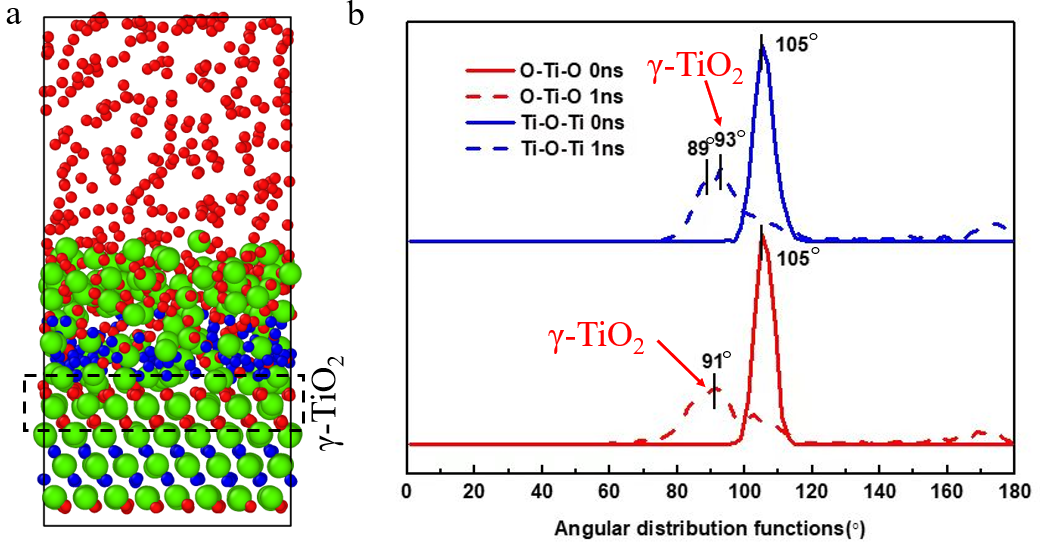 a
γ-TiO2
b
O-Ti-O 0ns
O-Ti-O 1ns
Ti-O-Ti 0ns
Ti-O-Ti 1ns
γ-TiO2
89°
93°
105°
γ-TiO2
91°
105°
0 20 40 60 80 100 120 140 160 180
Angular distribution functions(°)